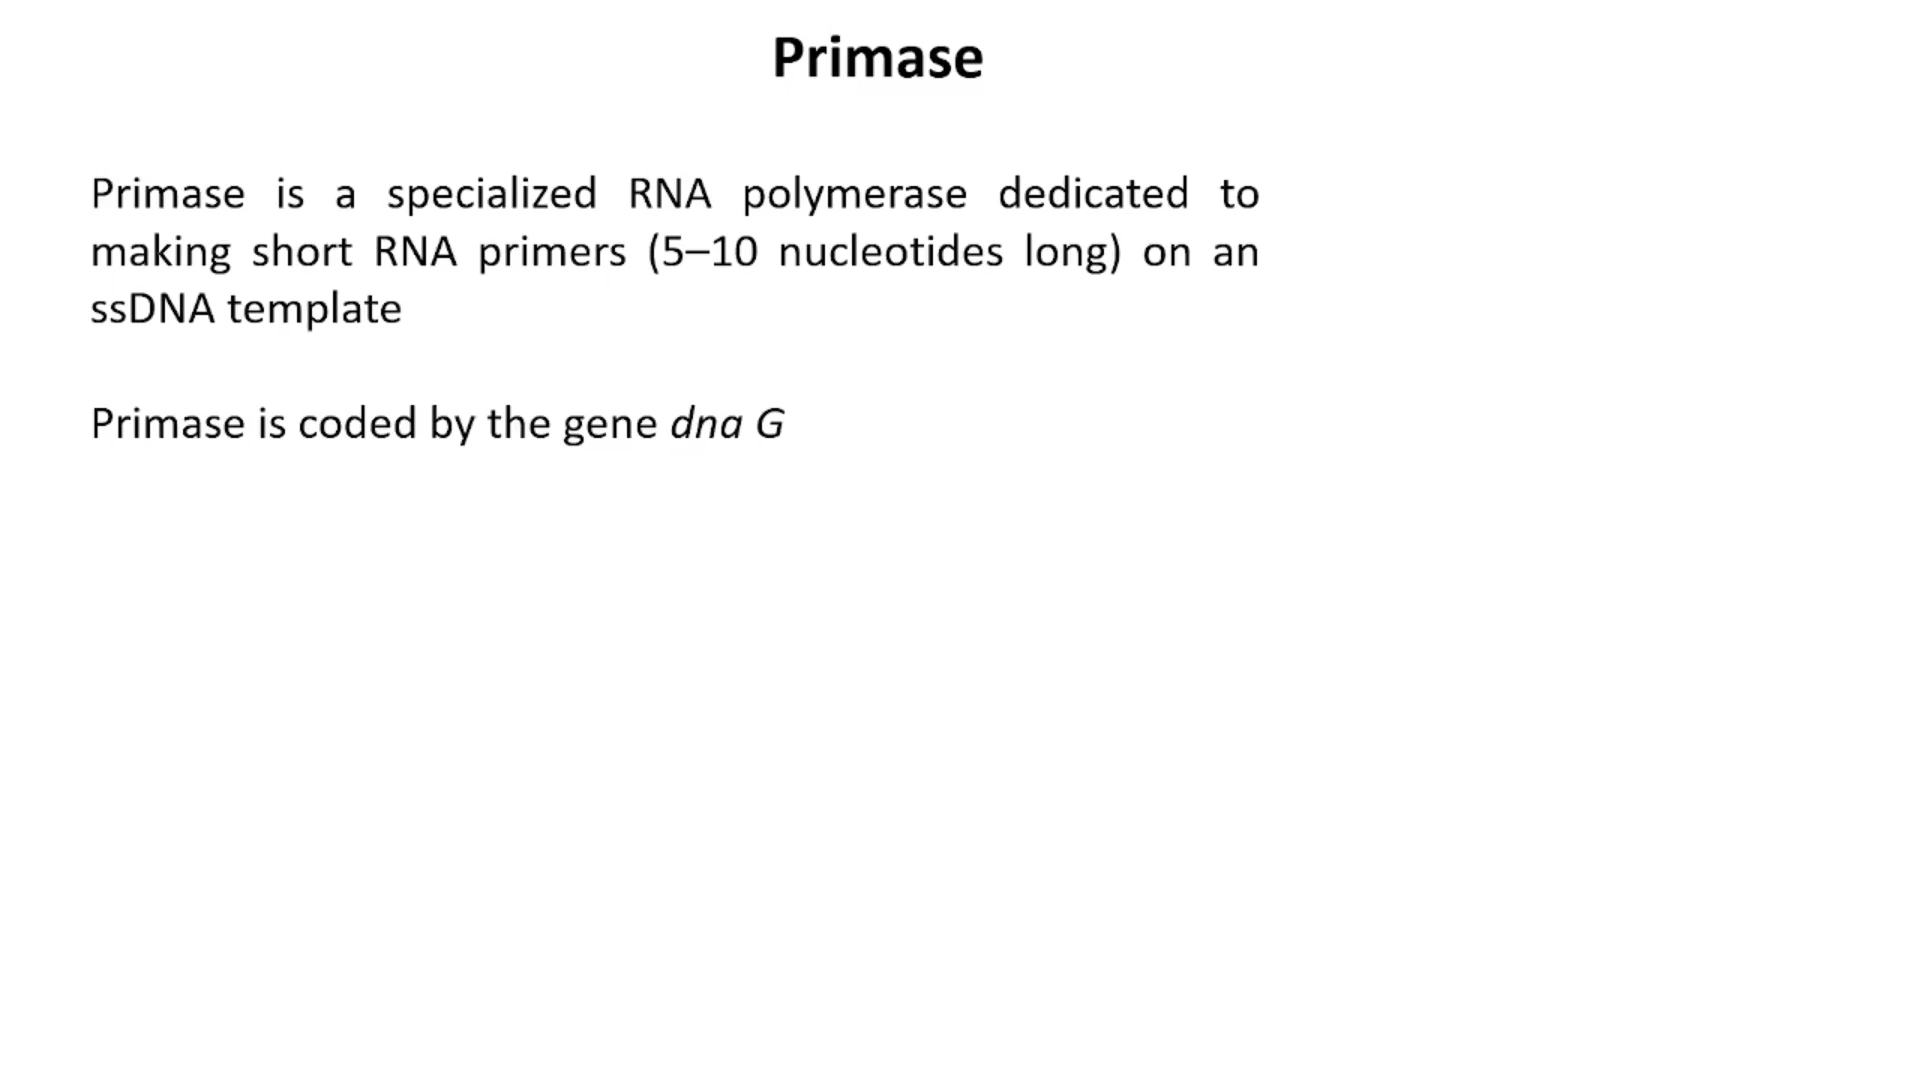 Primase
Primase is a specialized RNA polymerase dedicated to
making short RNA primers (5–10 nucleotides long) on an
ssDNA template
Primase is coded by the gene dna G